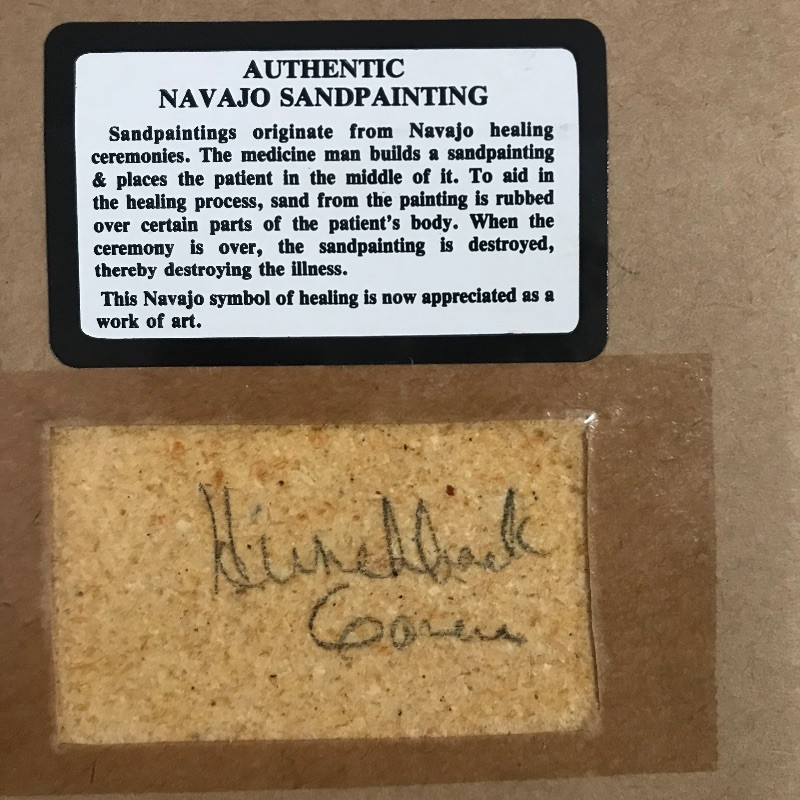 AUTHENTIC
NAVAJO SANDPAINTING
Sandpaintings originate from Navajo healing
ceremonies. The medicine man builds a sandpainting
& places the patient in the middle of it. To aid in
the healing process, sand from the painting is rubbed
over certain parts of the patient's body. When the
ceremony is over, the sandpainting is destroyed,
thereby destroying the illness.
This Navajo symbol of healing is now appreciated as a
work of art.
Hunchback